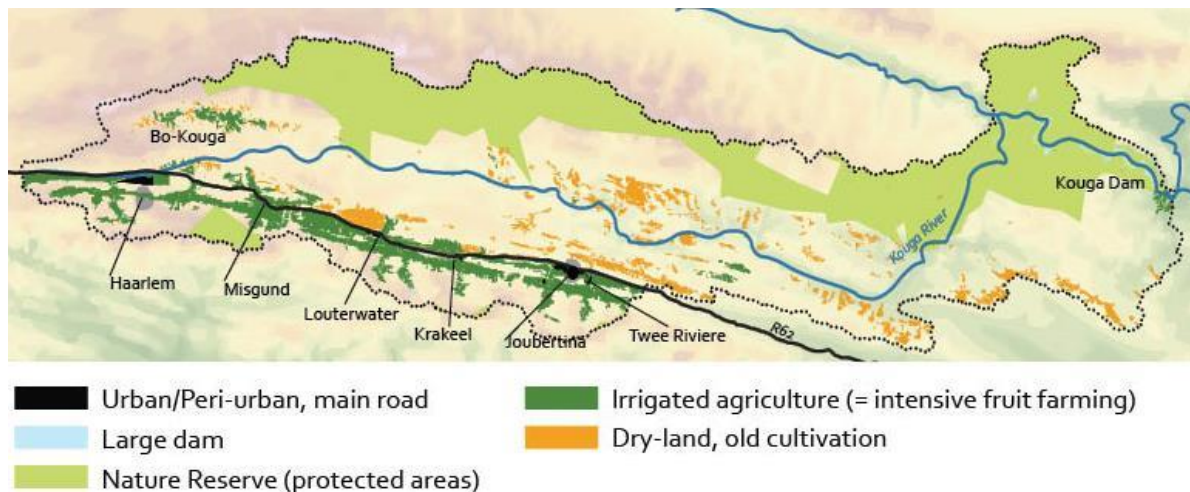 Bo-Kouga
Kouga Dam
Kouga River
Haarlem
Misgund
Louterwater
Krakeel
Joubertina
Twee Riviere
R62
Urban/Peri-urban, main road
Large dam
Nature Reserve (protected areas)
Irrigated agriculture (= intensive fruit farming)
Dry-land, old cultivation